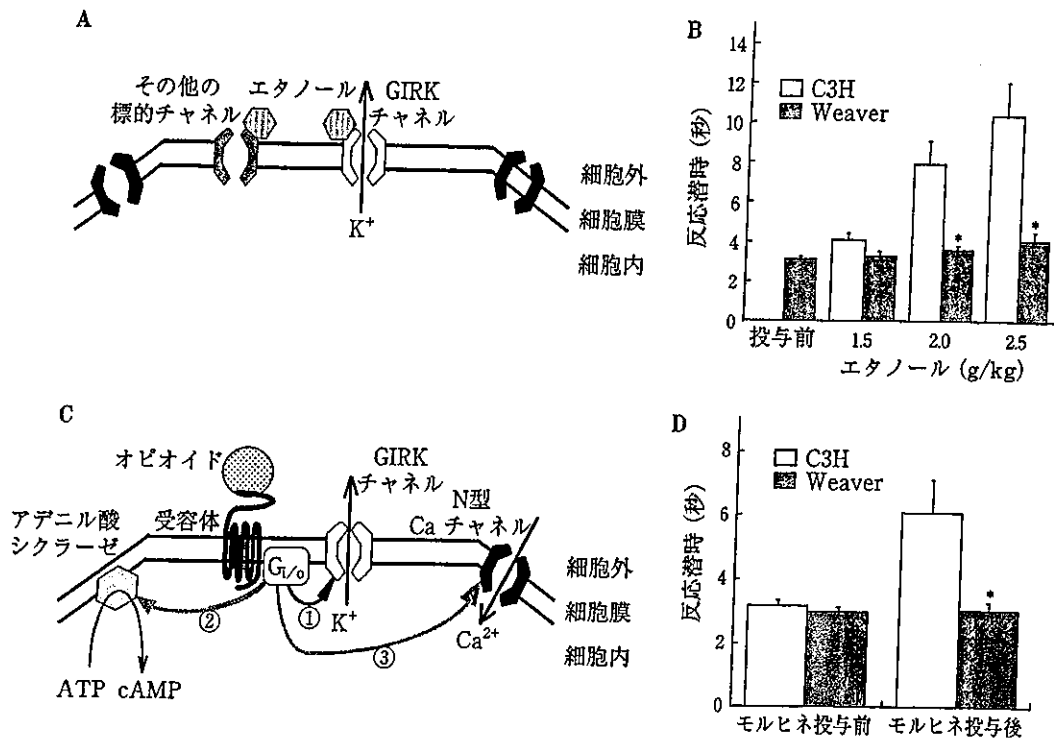 A
その他の
標的チャネル
エタノール
GIRK
チャネル
K+
細胞外
細胞膜
細胞内
B
反応潜時 (秒)
14
12
10
8
6
4
2
0
C3H
Weaver
*
*
投与前
1.5
2.0
2.5
エタノール (g/kg)
C
オピオイド
GIRK
チャネル
N型
Ca チャネル
アデニル酸
シクラーゼ
受容体
GI/o
①
②
③
K+
Ca2+
ATP cAMP
細胞外
細胞膜
細胞内
D
反応潜時 (秒)
8
6
4
2
0
C3H
Weaver
*
モルヒネ投与前
モルヒネ投与後